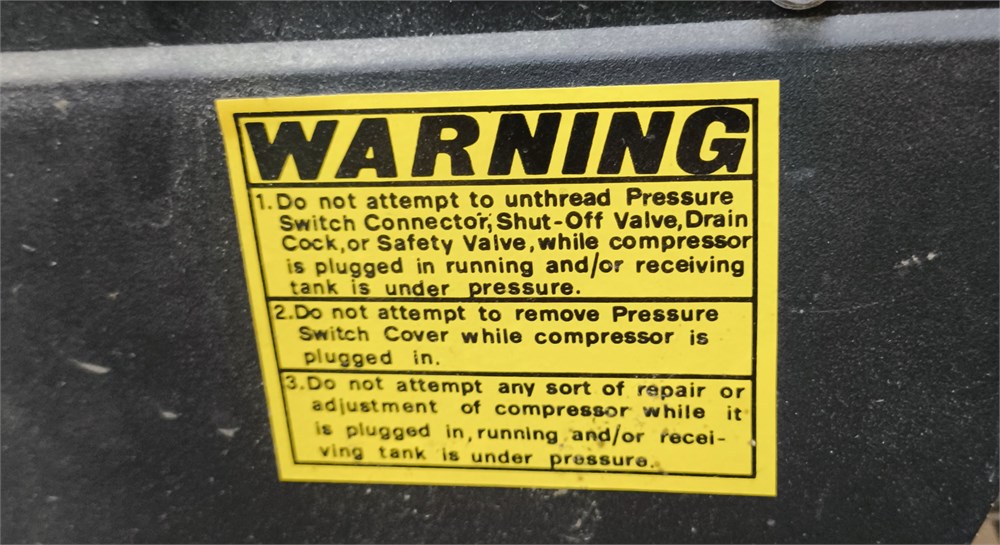 WARNING
1. Do not attempt to unthread Pressure
Switch Connector, Shut-Off Valve, Drain
Cock, or Safety Valve, while compressor
is plugged in running and/or receiving
tank is under pressure.
2. Do not attempt to remove Pressure
Switch Cover while compressor is
plugged in.
3. Do not attempt any sort of repair or
adjustment of compressor while it
is plugged in, running and/or recei-
ving tank is under pressure.